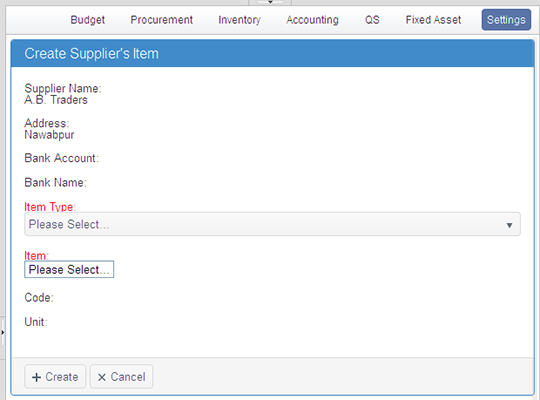 Budget Procurement Inventory Accounting QS Fixed Asset Settings
Create Supplier's Item
Supplier Name:
A.B. Traders
Address:
Nawabpur
Bank Account:
Bank Name:
Item Type:
Please Select...
Item:
Please Select...
Code:
Unit:
Create Cancel